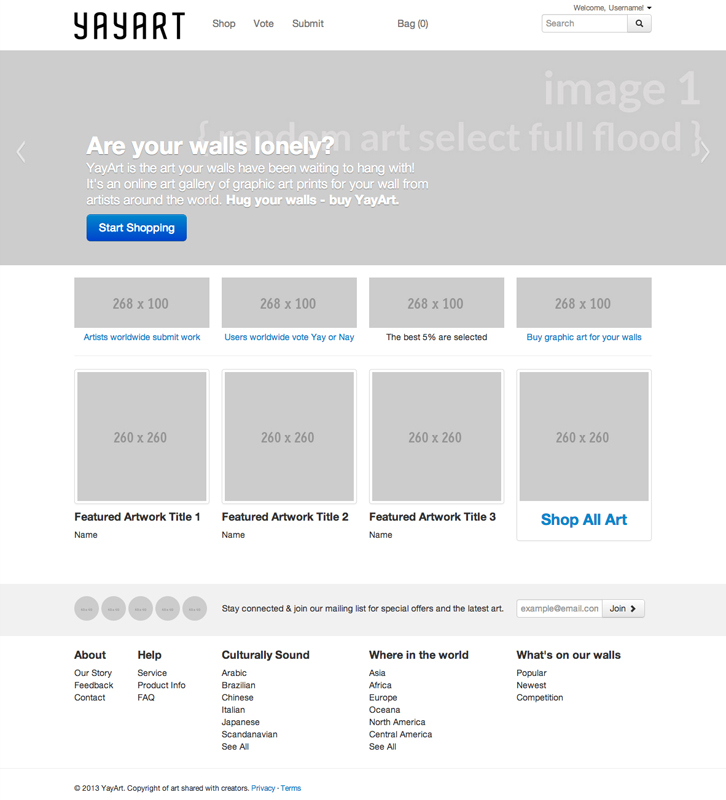 Welcome, Username!
YAYART
Shop Vote Submit Bag (0)
Search
image 1
{ random art select full flood }
Are your walls lonely?
YayArt is the art your walls have been waiting to hang with!
It's an online art gallery of graphic art prints for your wall from
artists around the world. Hug your walls - buy YayArt.
Start Shopping
268 x 100 268 x 100 268 x 100 268 x 100
Artists worldwide submit work Users worldwide vote Yay or Nay The best 5% are selected Buy graphic art for your walls
260 x 260 260 x 260 260 x 260 260 x 260
Featured Artwork Title 1 Featured Artwork Title 2 Featured Artwork Title 3 Shop All Art
Name Name Name
Stay connected & join our mailing list for special offers and the latest art. example@email.com Join
About Help Culturally Sound Where in the world What's on our walls
Our Story Service Arabic Asia Popular
Feedback Product Info Brazilian Africa Newest
Contact FAQ Chinese Europe Competition
Italian Oceana
Japanese North America
Scandanavian Central America
See All See All
© 2013 YayArt. Copyright of art shared with creators. Privacy - Terms